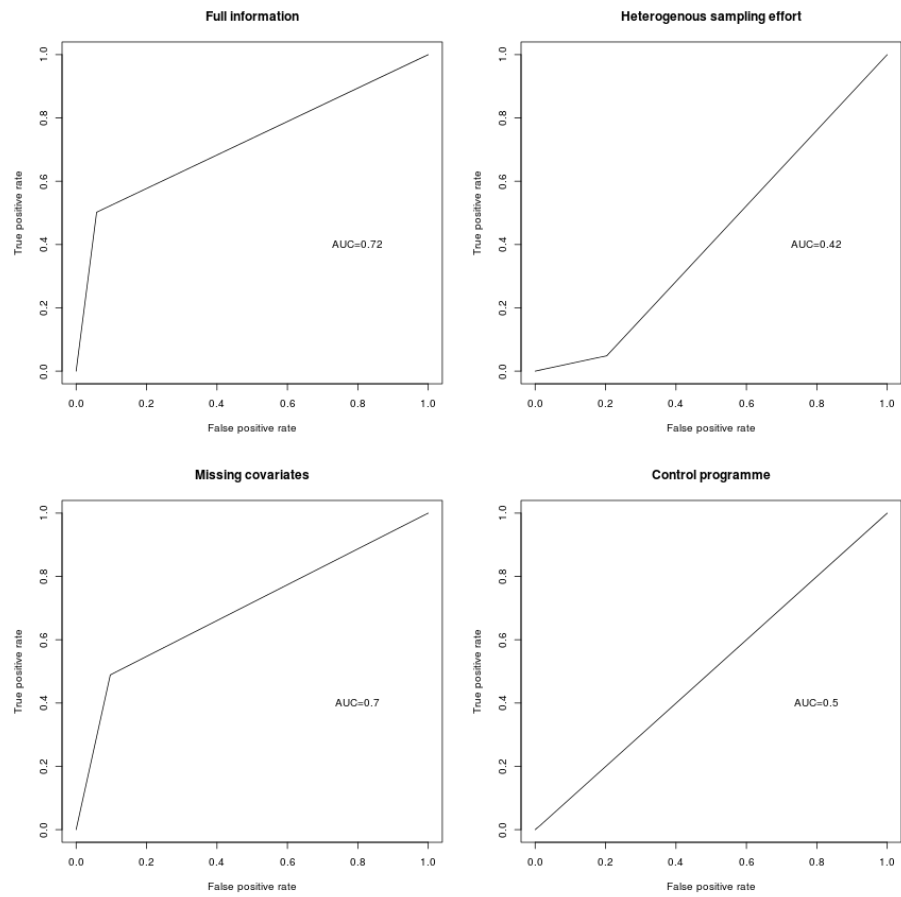 Full information
1.0
0.8
0.6
0.4
0.2
0.0
True positive rate
AUC=0.72
0.0 0.2 0.4 0.6 0.8 1.0
False positive rate
Heterogenous sampling effort
1.0
0.8
0.6
0.4
0.2
0.0
True positive rate
AUC=0.42
0.0 0.2 0.4 0.6 0.8 1.0
False positive rate
Missing covariates
1.0
0.8
0.6
0.4
0.2
0.0
True positive rate
AUC=0.7
0.0 0.2 0.4 0.6 0.8 1.0
False positive rate
Control programme
1.0
0.8
0.6
0.4
0.2
0.0
True positive rate
AUC=0.5
0.0 0.2 0.4 0.6 0.8 1.0
False positive rate